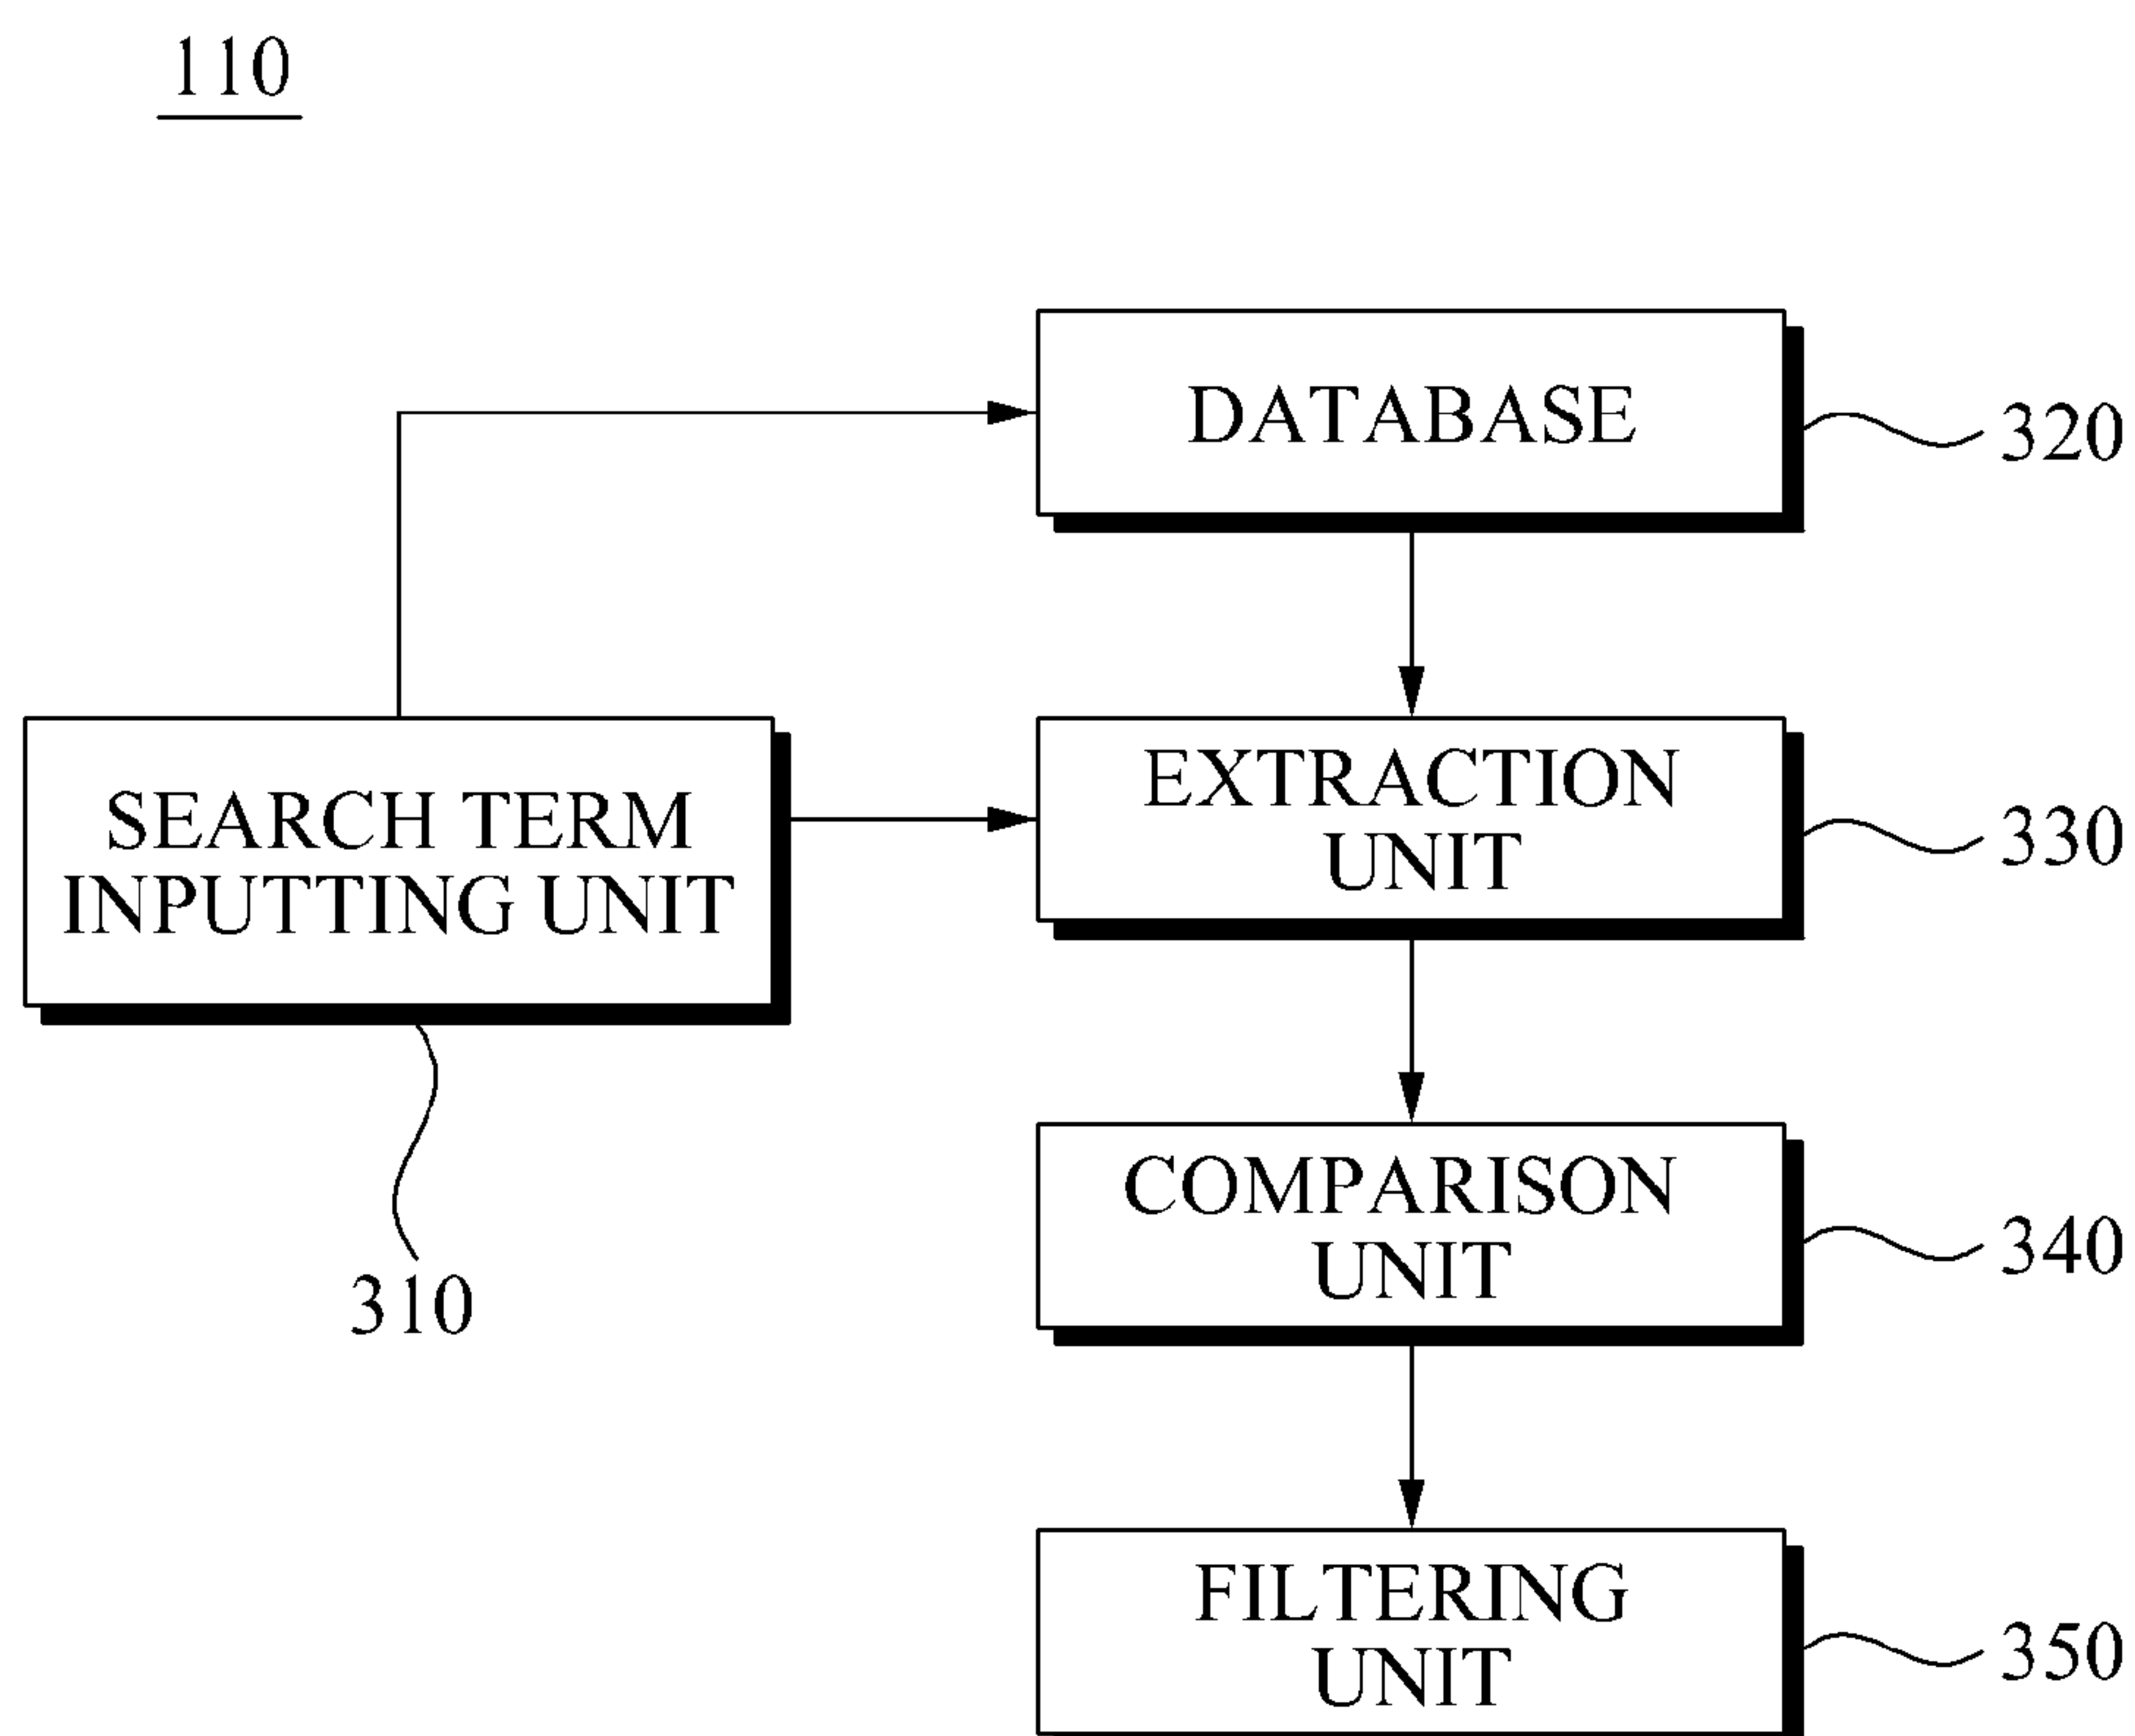 110
DATABASE
320
SEARCH TERM
INPUTTING UNIT
310
EXTRACTION
UNIT
330
COMPARISON
UNIT
340
FILTERING
UNIT
350